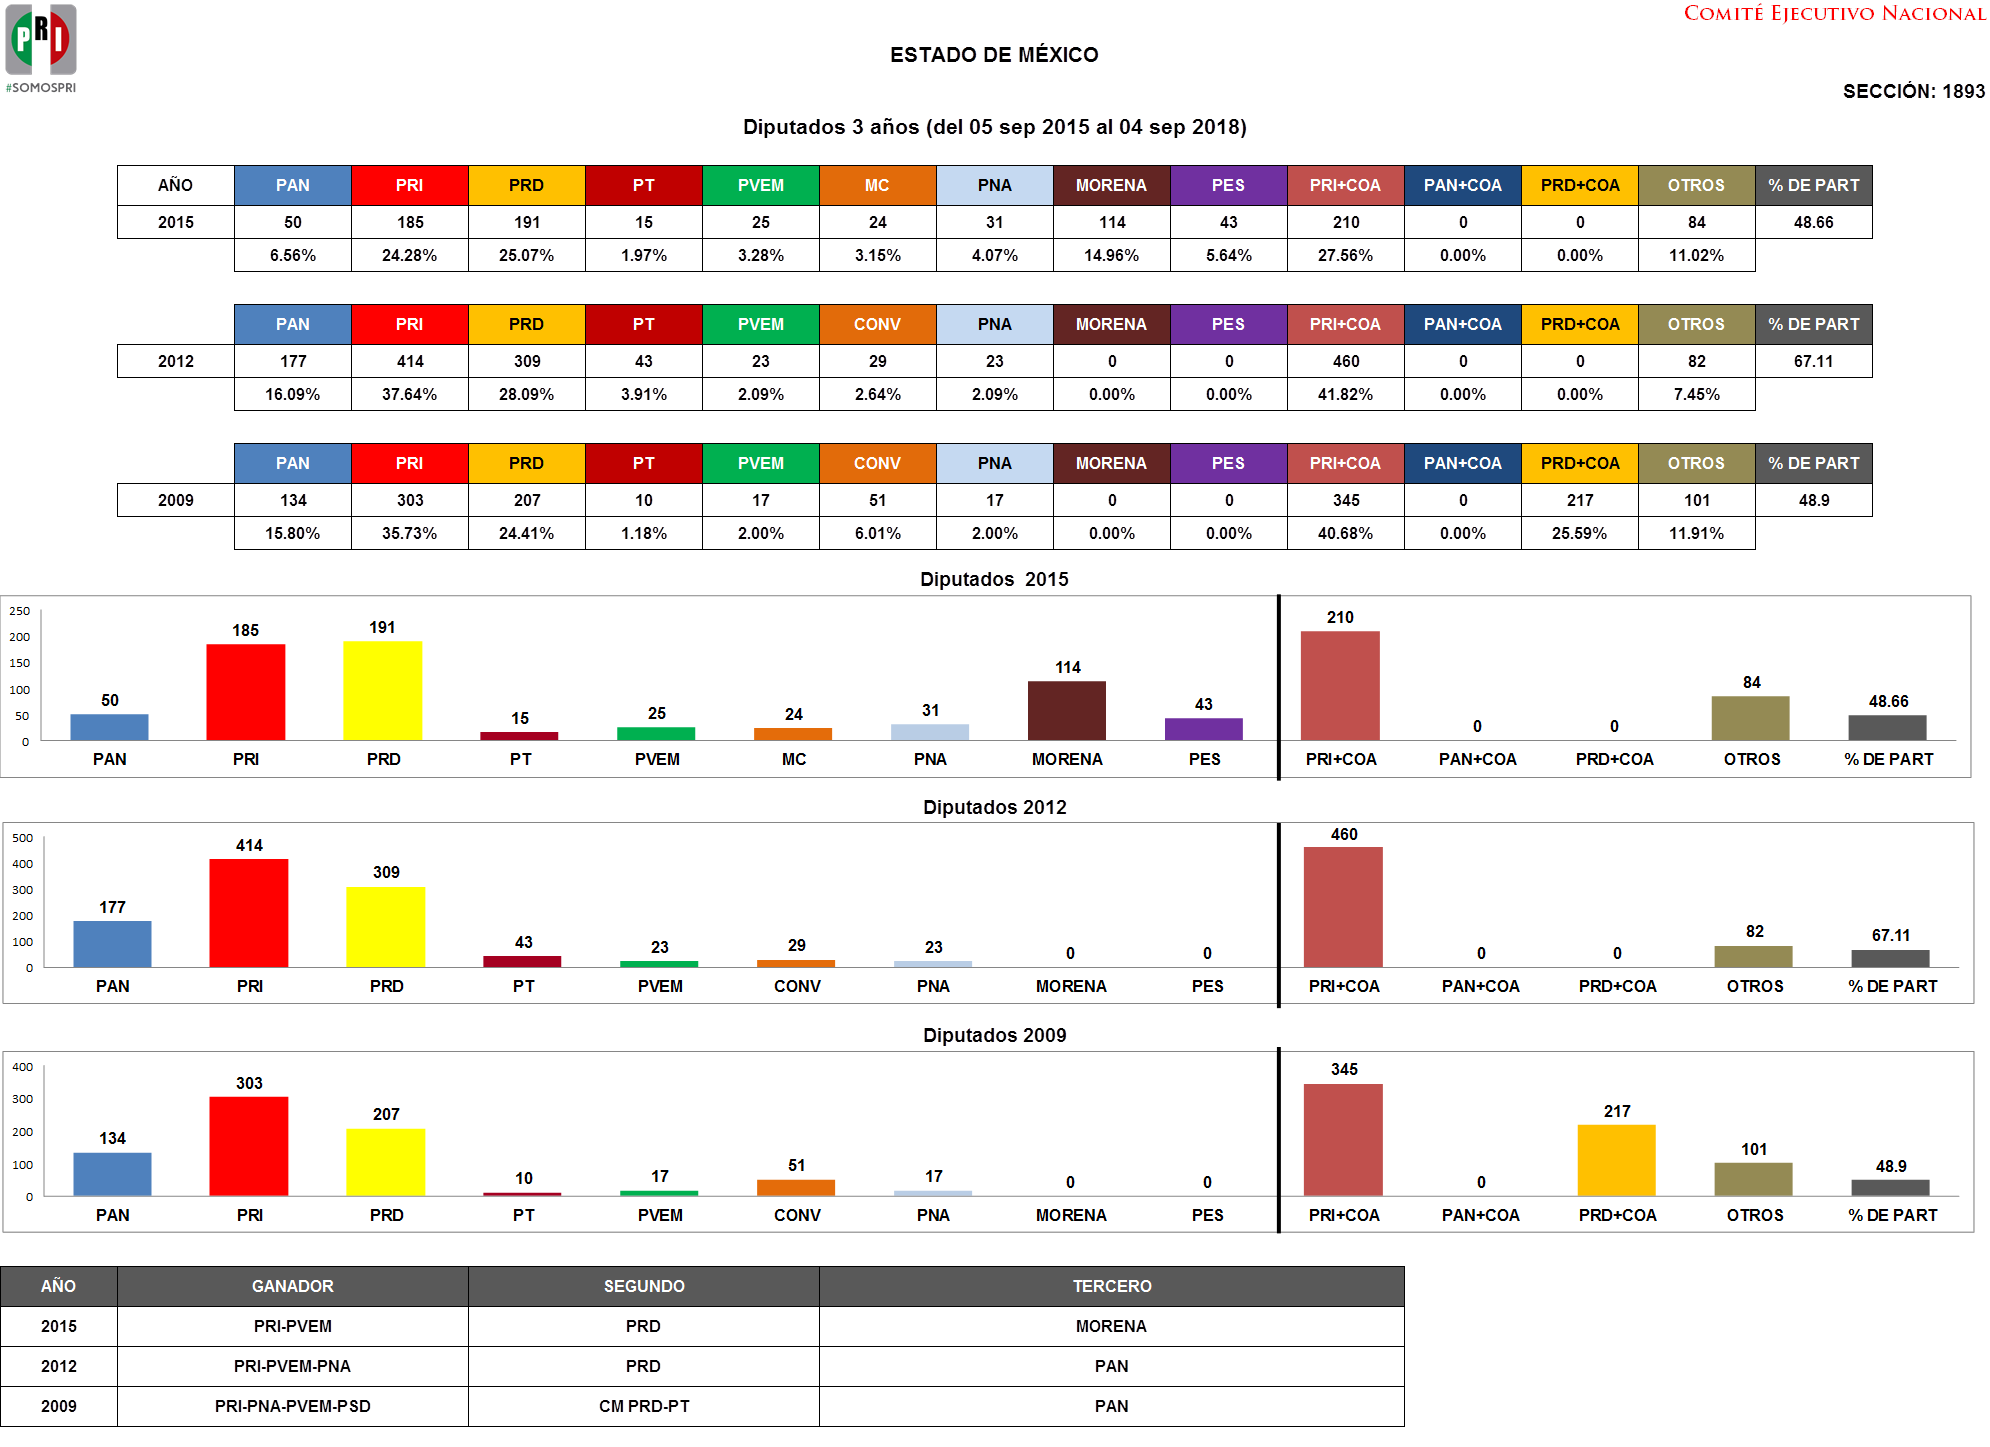 PRI
#SOMOSPRI
COMITÉ EJECUTIVO NACIONAL
ESTADO DE MÉXICO
SECCIÓN: 1893
Diputados 3 años (del 05 sep 2015 al 04 sep 2018)
AÑO PAN PRI PRD PT PVEM MC PNA MORENA PES PRI+COA PAN+COA PRD+COA OTROS % DE PART
2015 50 185 191 15 25 24 31 114 43 210 0 0 84 48.66
6.56% 24.28% 25.07% 1.97% 3.28% 3.15% 4.07% 14.96% 5.64% 27.56% 0.00% 0.00% 11.02%
PAN PRI PRD PT PVEM CONV PNA MORENA PES PRI+COA PAN+COA PRD+COA OTROS % DE PART
2012 177 414 309 43 23 29 23 0 0 460 0 0 82 67.11
16.09% 37.64% 28.09% 3.91% 2.09% 2.64% 2.09% 0.00% 0.00% 41.82% 0.00% 0.00% 7.45%
PAN PRI PRD PT PVEM CONV PNA MORENA PES PRI+COA PAN+COA PRD+COA OTROS % DE PART
2009 134 303 207 10 17 51 17 0 0 345 0 217 101 48.9
15.80% 35.73% 24.41% 1.18% 2.00% 6.01% 2.00% 0.00% 0.00% 40.68% 0.00% 25.59% 11.91%
Diputados 2015
250
200
150
100
50
0
50 185 191 15 25 24 31 114 43 210 0 0 84 48.66
PAN PRI PRD PT PVEM MC PNA MORENA PES PRI+COA PAN+COA PRD+COA OTROS % DE PART
Diputados 2012
500
400
300
200
100
0
177 414 309 43 23 29 23 0 0 460 0 0 82 67.11
PAN PRI PRD PT PVEM CONV PNA MORENA PES PRI+COA PAN+COA PRD+COA OTROS % DE PART
Diputados 2009
400
300
200
100
0
134 303 207 10 17 51 17 0 0 345 0 217 101 48.9
PAN PRI PRD PT PVEM CONV PNA MORENA PES PRI+COA PAN+COA PRD+COA OTROS % DE PART
AÑO GANADOR SEGUNDO TERCERO
2015 PRI-PVEM PRD MORENA
2012 PRI-PVEM-PNA PRD PAN
2009 PRI-PNA-PVEM-PSD CM PRD-PT PAN